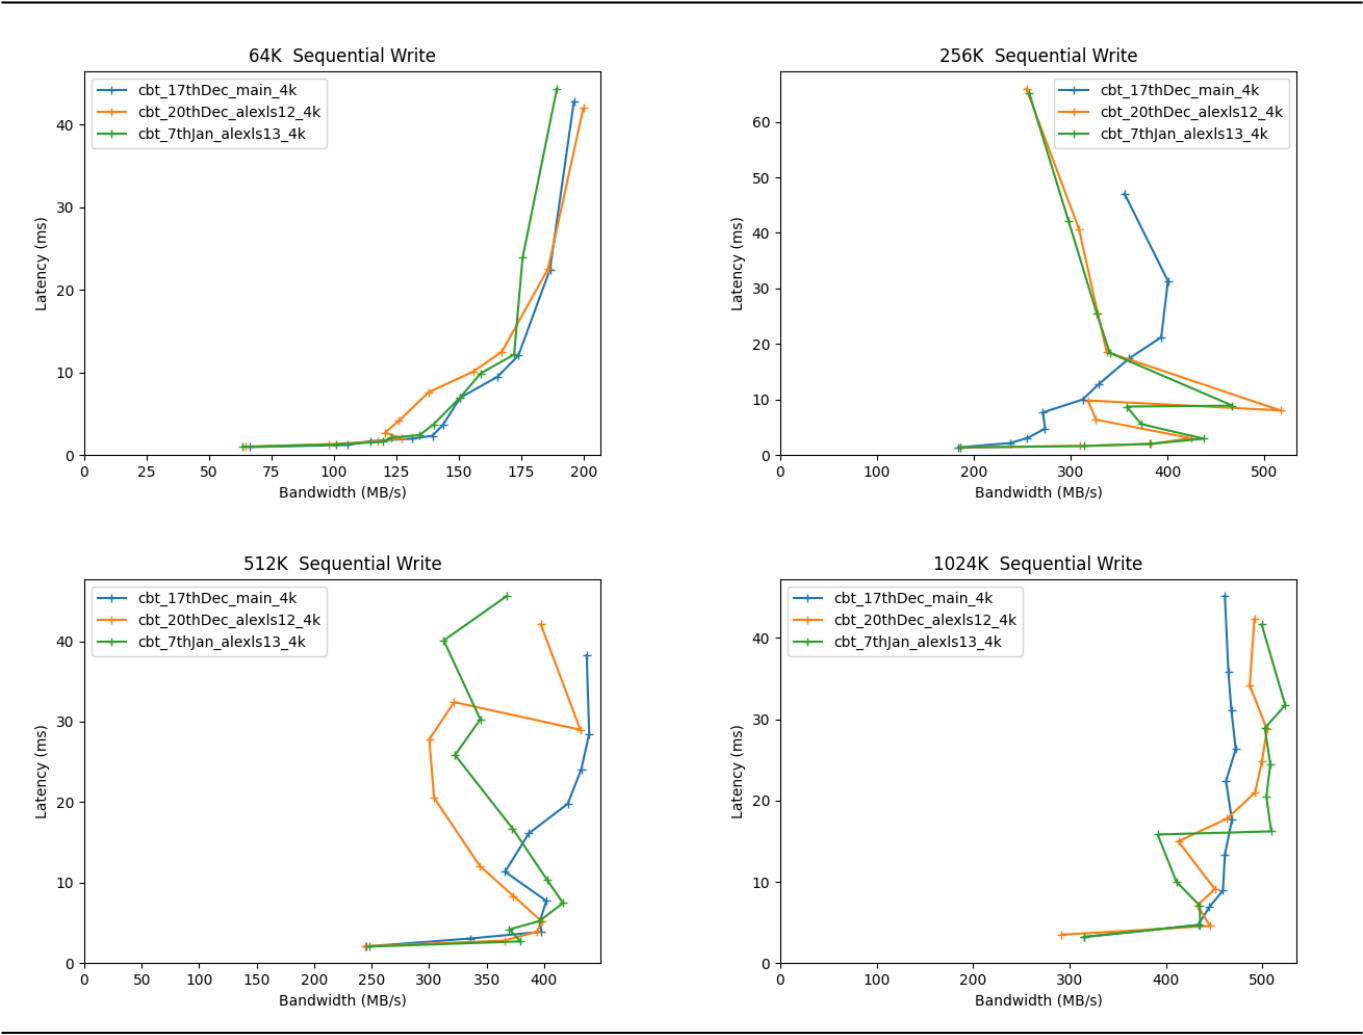 64K  Sequential Write
cbt_17thDec_main_4k
cbt_20thDec_alexls12_4k
cbt_7thJan_alexls13_4k
40
30
20
10
0
Latency (ms)
0 25 50 75 100 125 150 175 200
Bandwidth (MB/s)
256K  Sequential Write
cbt_17thDec_main_4k
cbt_20thDec_alexls12_4k
cbt_7thJan_alexls13_4k
60
50
40
30
20
10
0
Latency (ms)
0 100 200 300 400 500
Bandwidth (MB/s)
512K  Sequential Write
cbt_17thDec_main_4k
cbt_20thDec_alexls12_4k
cbt_7thJan_alexls13_4k
40
30
20
10
0
Latency (ms)
0 50 100 150 200 250 300 350 400
Bandwidth (MB/s)
1024K  Sequential Write
cbt_17thDec_main_4k
cbt_20thDec_alexls12_4k
cbt_7thJan_alexls13_4k
40
30
20
10
0
Latency (ms)
0 100 200 300 400 500
Bandwidth (MB/s)